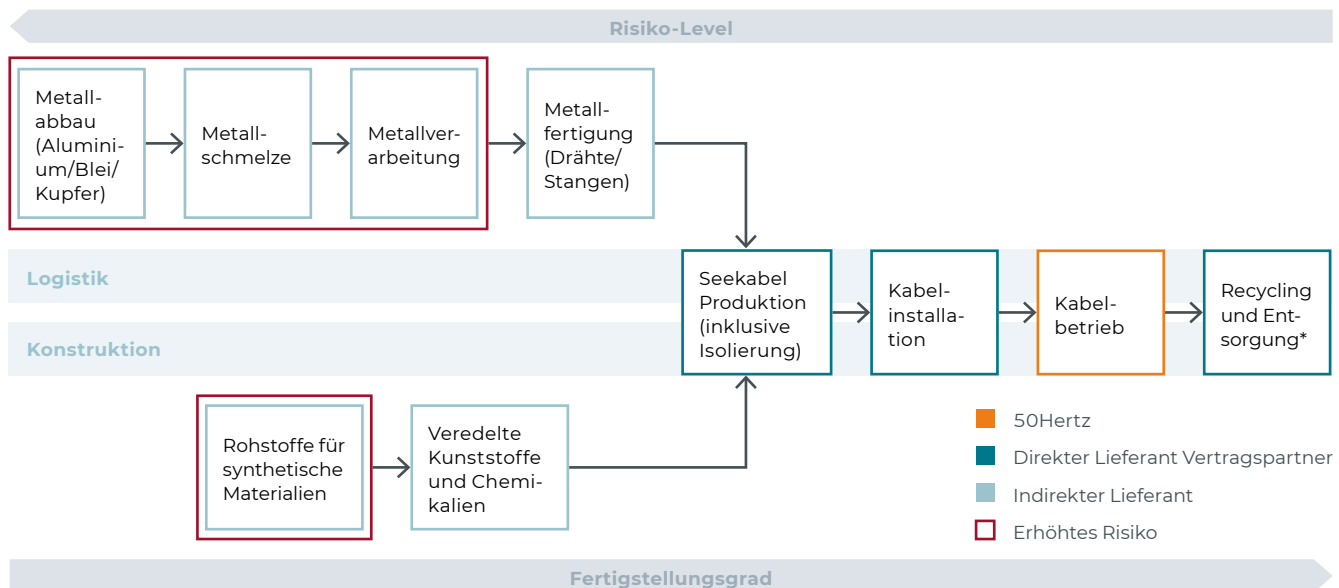 Risiko-Level
Metall-
abbau
(Alumini-
um/Blei/
Kupfer)
Metall-
schmelze
Metallver-
arbeitung
Metall-
fertigung
(Drähte/
Stangen)
Logistik
Konstruktion
Seekabel
Produktion
(inklusive
Isolierung)
Kabel-
installa-
tion
Kabel-
betrieb
Recycling
und Ent-
sorgung*
Rohstoffe für
synthetische
Materialien
Veredelte
Kunststoffe
und Chemi-
kalien
50Hertz
Direkter Lieferant Vertragspartner
Indirekter Lieferant
Erhöhtes Risiko
Fertigstellungsgrad